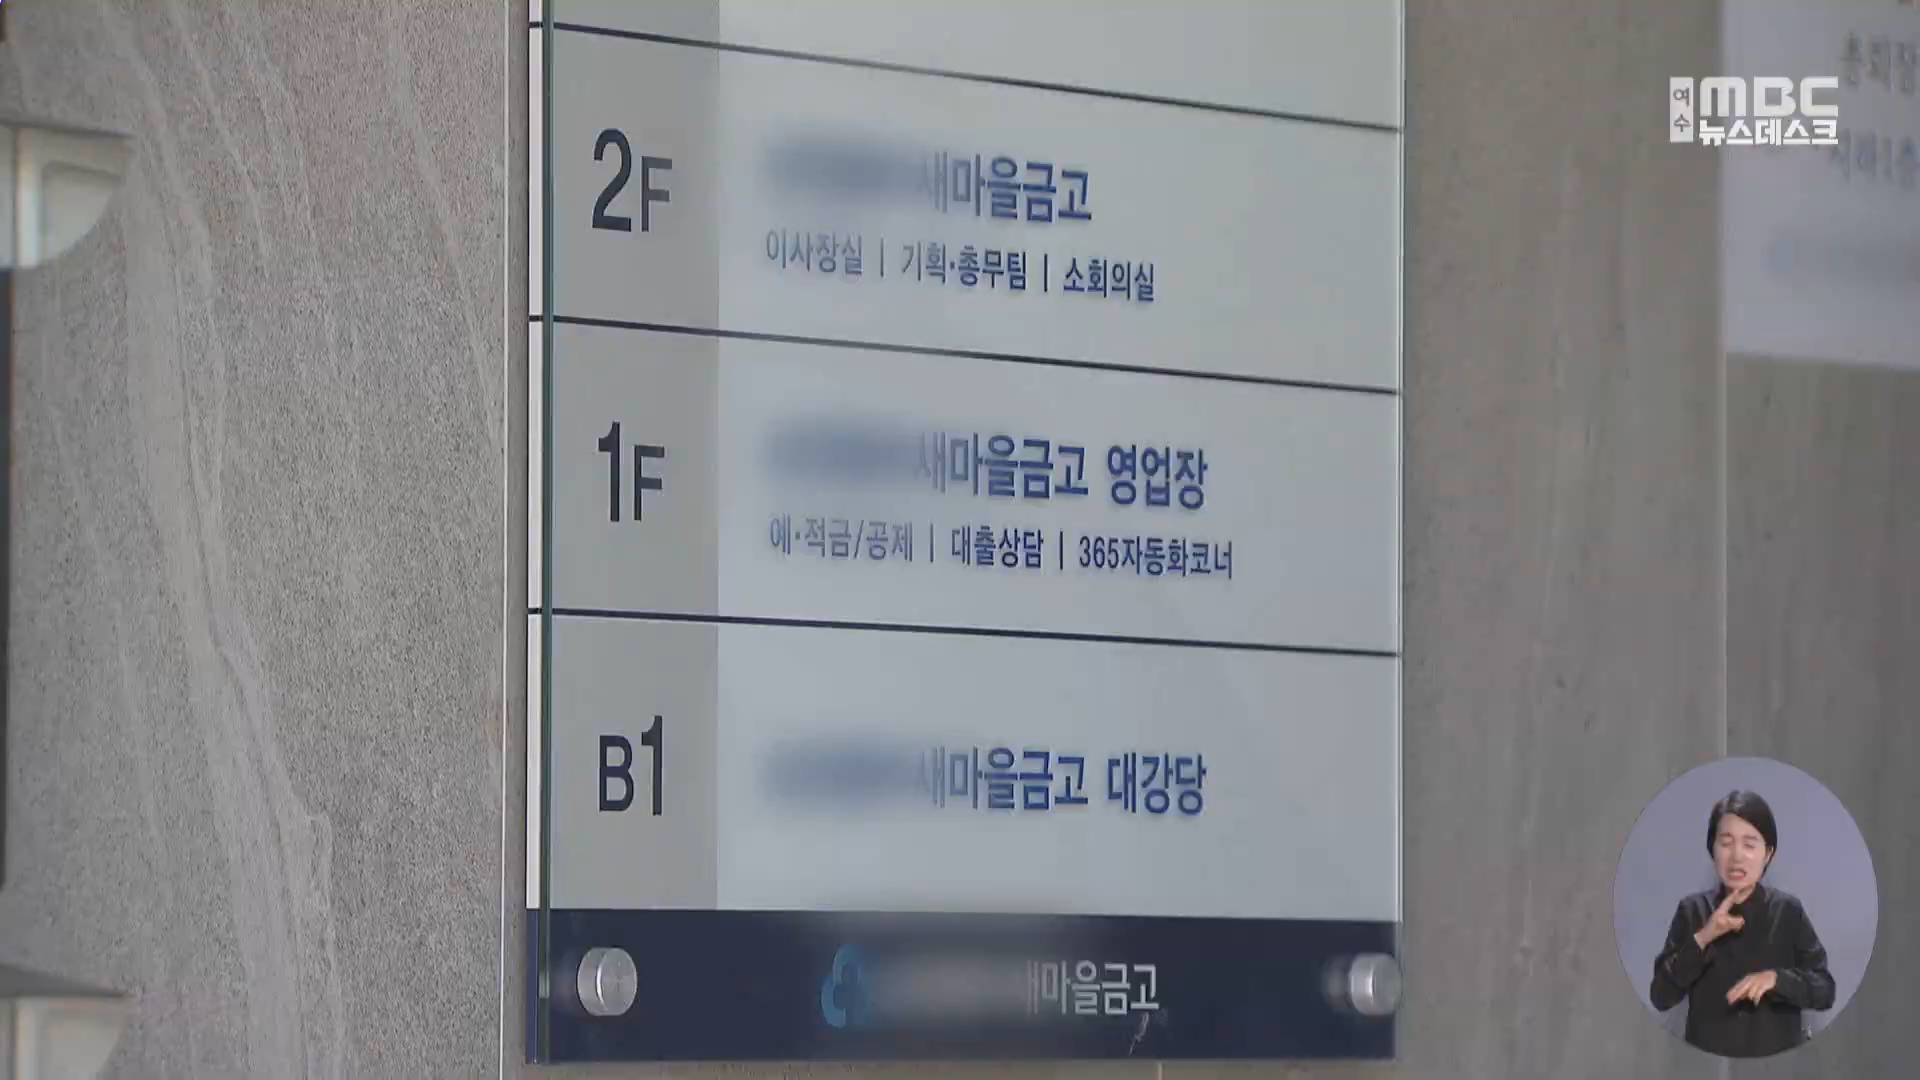 2F
새마을금고
이사장실 | 기획·총무팀 | 소회의실
1F
새마을금고 영업장
예·적금/공제 | 대출상담 | 365자동화코너
B1
새마을금고 대강당
새마을금고
여수 MBC
뉴스데스크